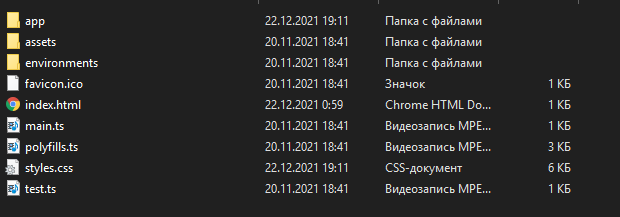 app 22.12.2021 19:11 Папка с файлами
assets 20.11.2021 18:41 Папка с файлами
environments 20.11.2021 18:41 Папка с файлами
favicon.ico 20.11.2021 18:41 Значок 1 КБ
index.html 22.12.2021 0:59 Chrome HTML Do... 1 КБ
main.ts 20.11.2021 18:41 Видеозапись MPE... 1 КБ
polyfills.ts 20.11.2021 18:41 Видеозапись MPE... 3 КБ
styles.css 22.12.2021 19:11 CSS-документ 6 КБ
test.ts 20.11.2021 18:41 Видеозапись MPE... 1 КБ